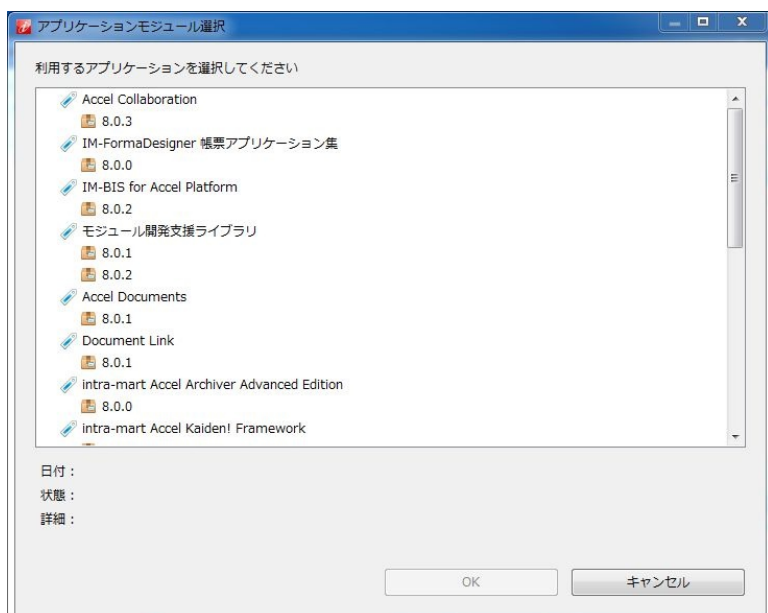 アプリケーションモジュール選択
利用するアプリケーションを選択してください
Accel Collaboration
8.0.3
IM-FormaDesigner 帳票アプリケーション集
8.0.0
IM-BIS for Accel Platform
8.0.2
モジュール開発支援ライブラリ
8.0.1
8.0.2
Accel Documents
8.0.1
Document Link
8.0.1
intra-mart Accel Archiver Advanced Edition
8.0.0
intra-mart Accel Kaiden! Framework
日付：
状態：
詳細：
OK
キャンセル